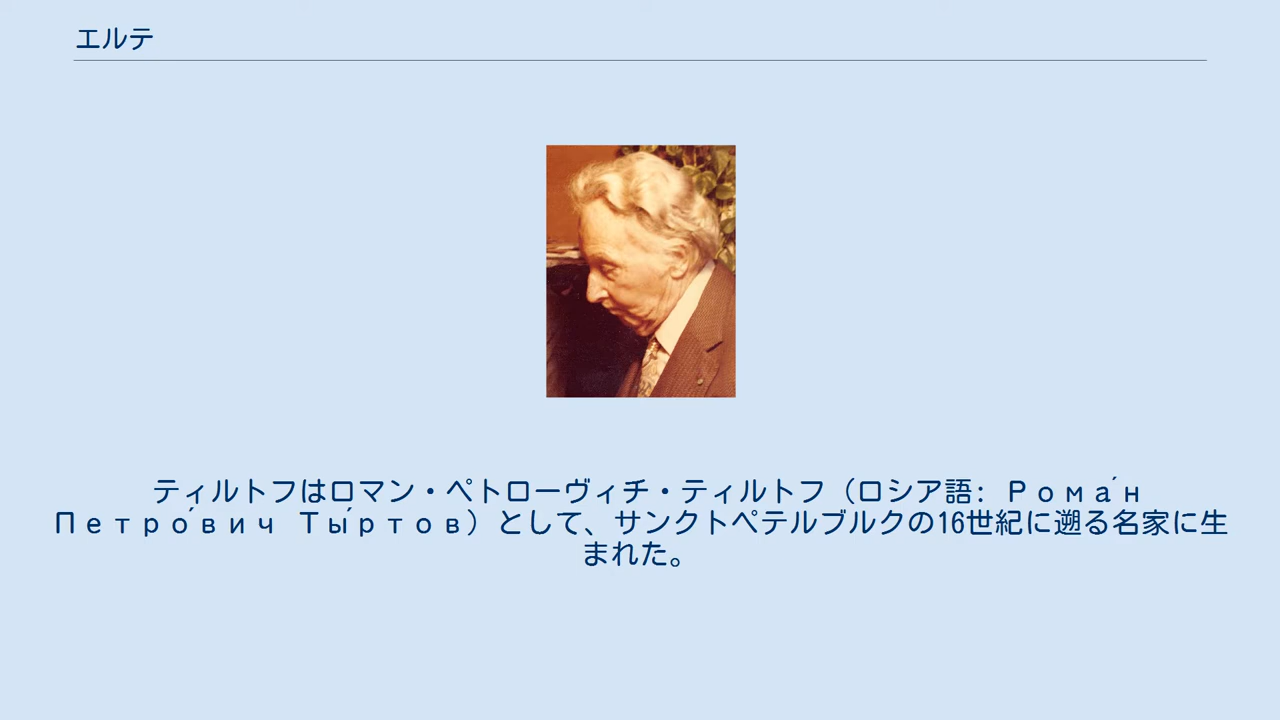 エルテ
ティルトフはロマン・ペトローヴィチ・ティルトフ（ロシア語: Рома́н
Петро́вич Ты́ртов）として、サンクトペテルブルクの16世紀に遡る名家に生
まれた。